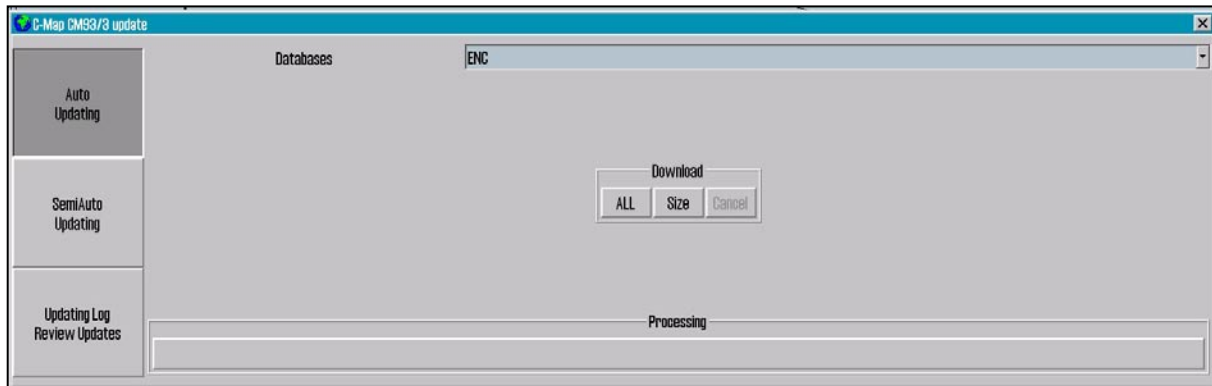 C-Map CM93/3 update
Databases
ENC
Auto
Updating
Download
ALL Size Cancel
SemiAuto
Updating
Updating Log
Review Updates
Processing